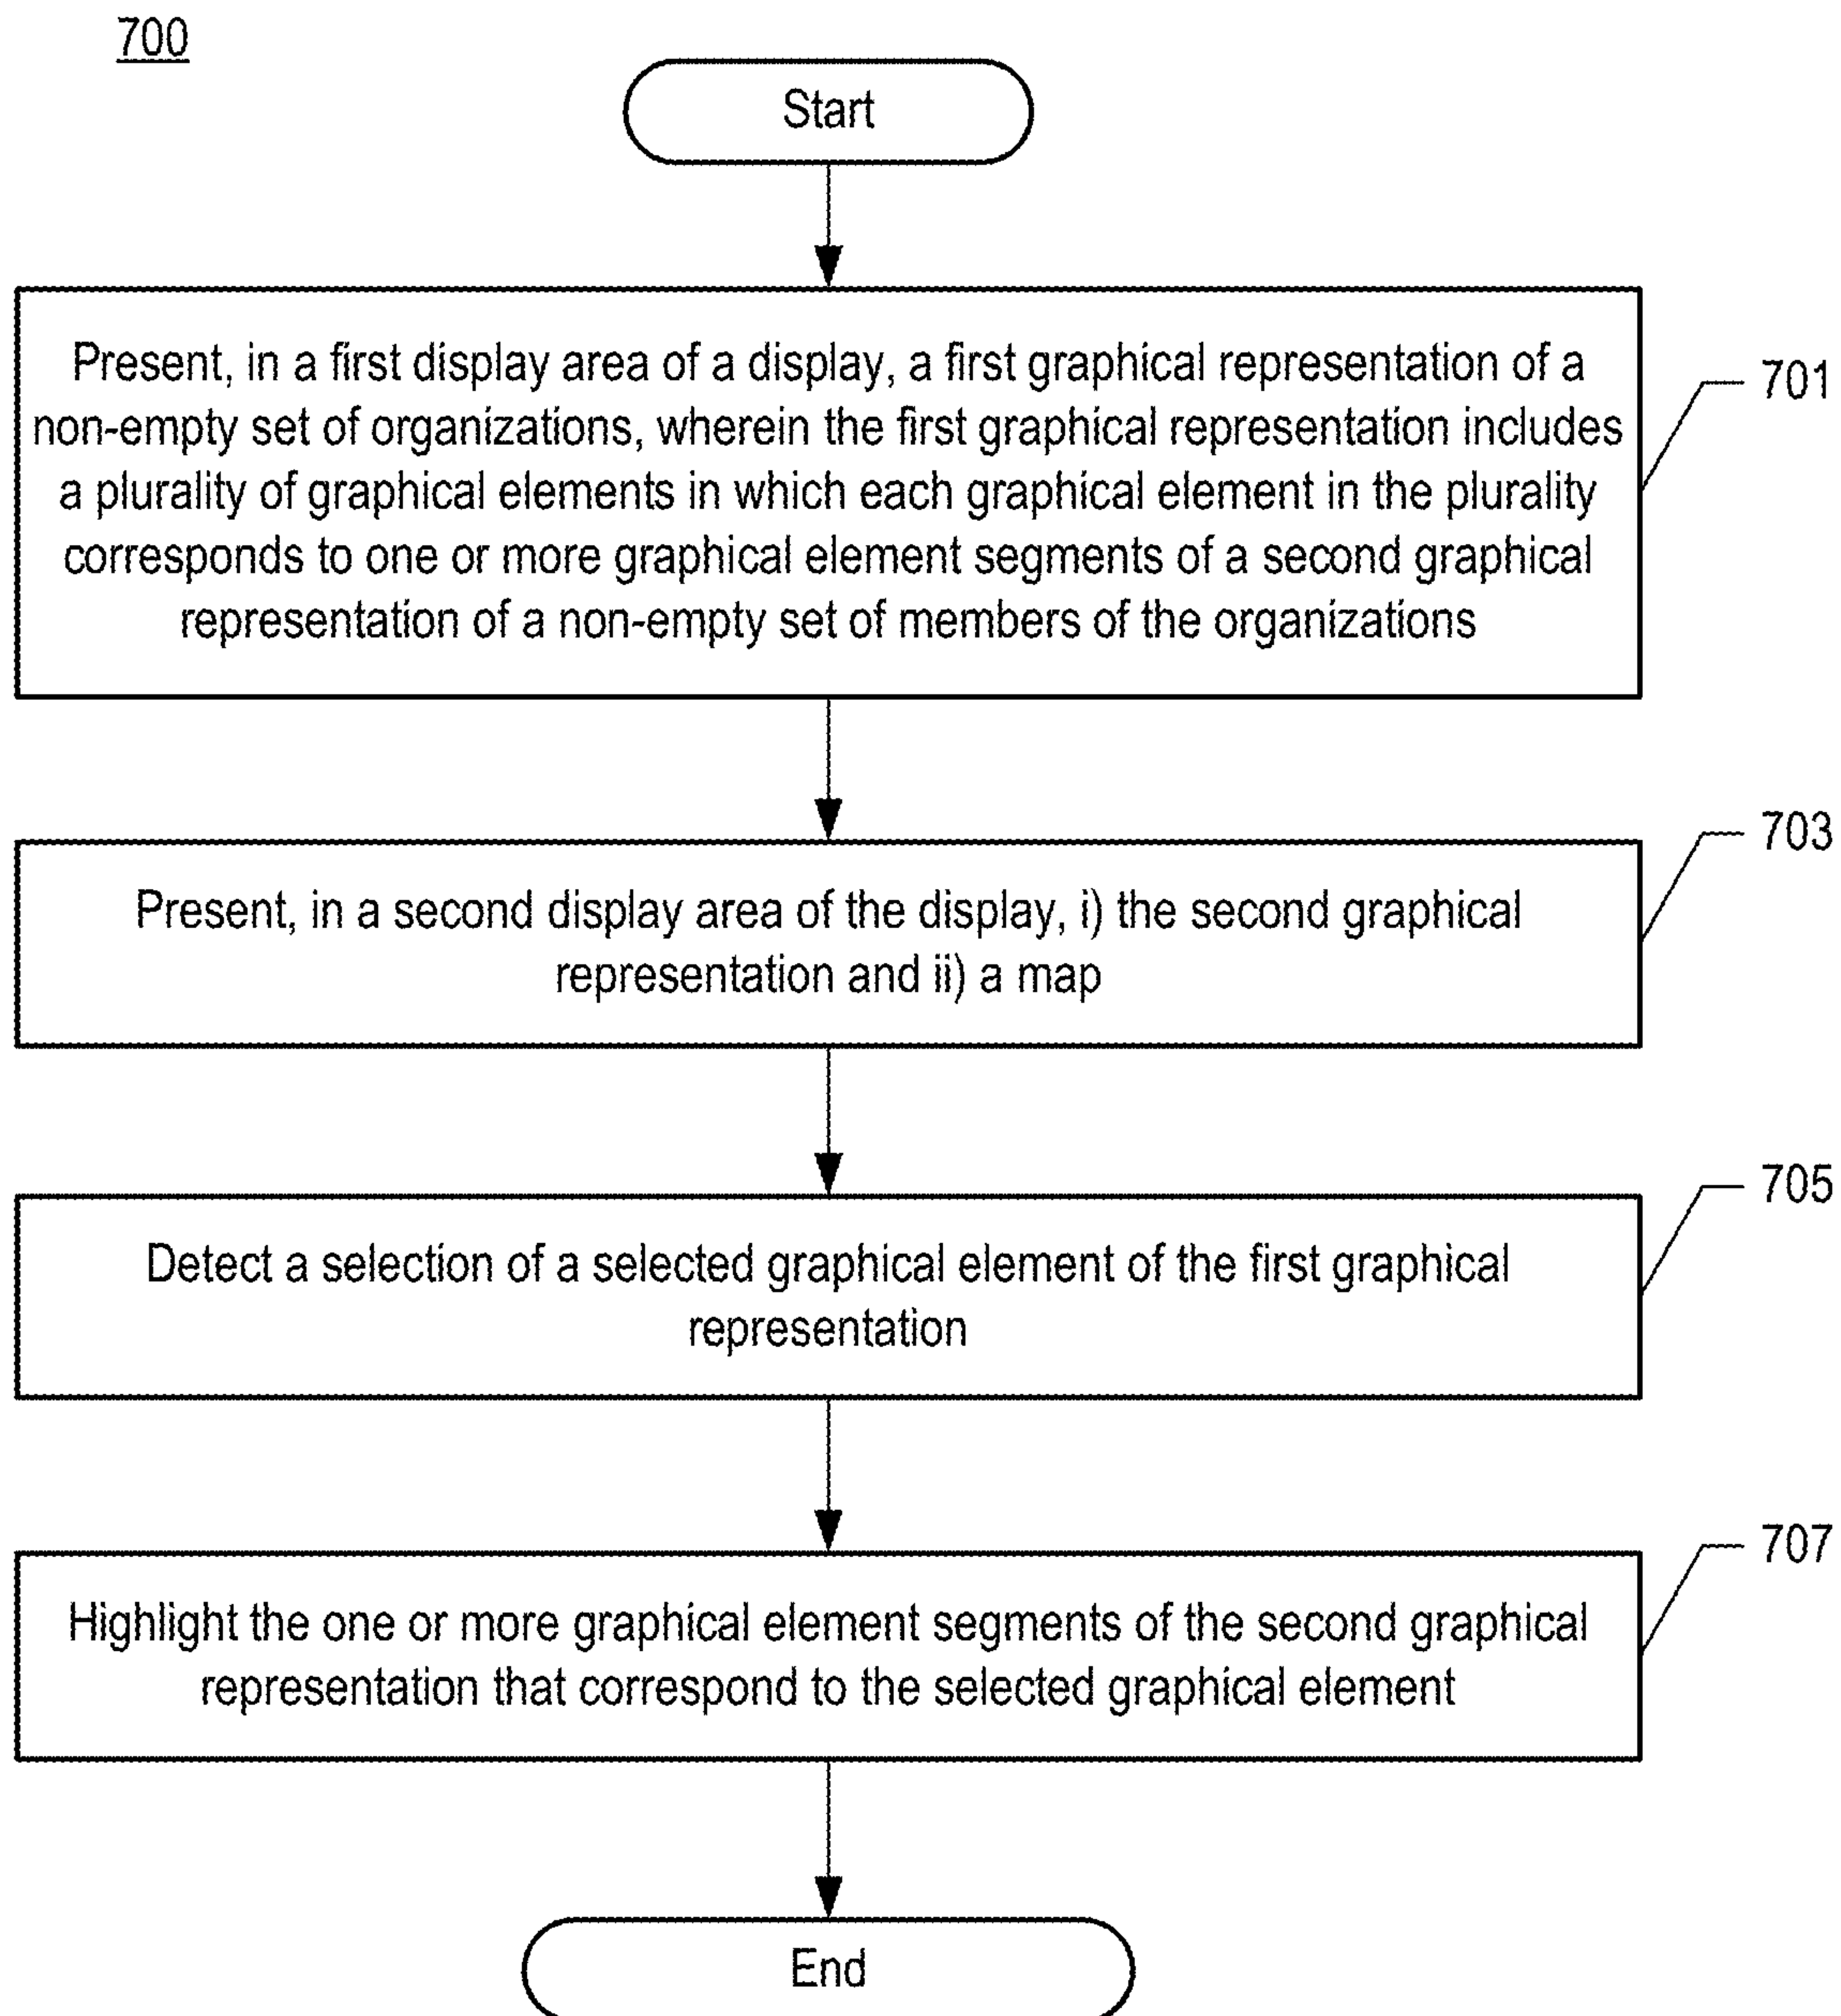 700
Start
Present, in a first display area of a display, a first graphical representation of a
non-empty set of organizations, wherein the first graphical representation includes
a plurality of graphical elements in which each graphical element in the plurality
corresponds to one or more graphical element segments of a second graphical
representation of a non-empty set of members of the organizations
701
Present, in a second display area of the display, i) the second graphical
representation and ii) a map
703
Detect a selection of a selected graphical element of the first graphical
representation
705
Highlight the one or more graphical element segments of the second graphical
representation that correspond to the selected graphical element
707
End